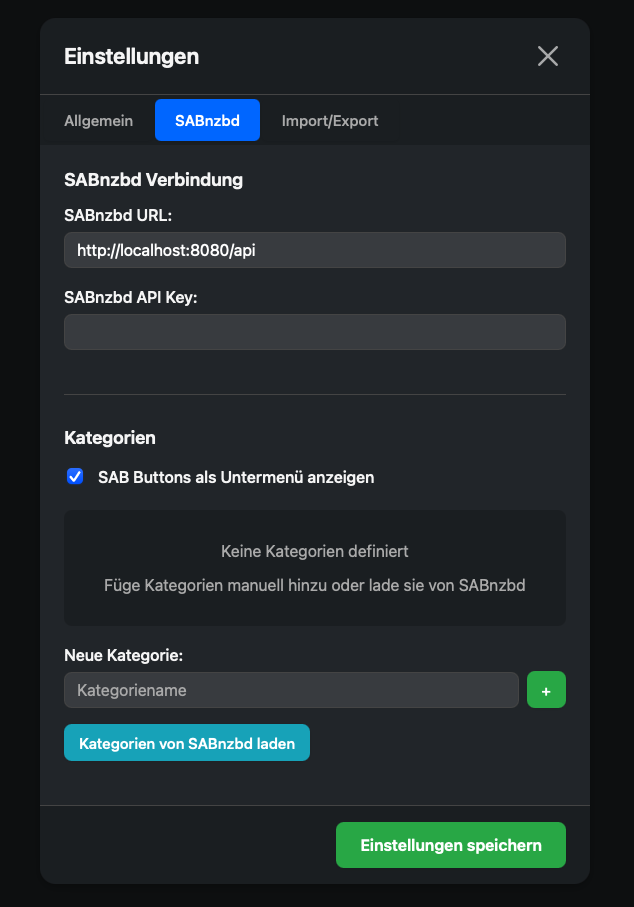 Einstellungen
Allgemein SABnzbd Import/Export
SABnzbd Verbindung
SABnzbd URL:
http://localhost:8080/api
SABnzbd API Key:
Kategorien
SAB Buttons als Untermenü anzeigen
Keine Kategorien definiert
Füge Kategorien manuell hinzu oder lade sie von SABnzbd
Neue Kategorie:
Kategoriename +
Kategorien von SABnzbd laden
Einstellungen speichern